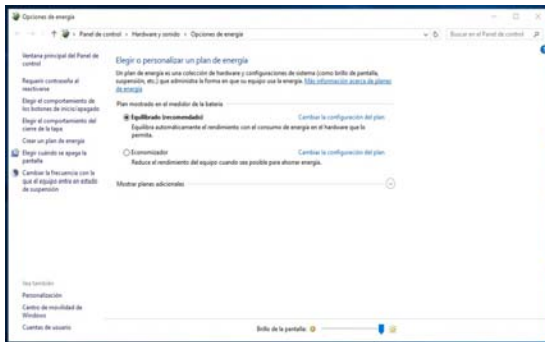 Opciones de energía
Panel de control > Hardware y sonido > Opciones de energía
Buscar en el Panel de control
Ventana principal del Panel de
control
Requerir contraseña al
reactivarse
Elegir el comportamiento de
los botones de inicio/apagado
Elegir el comportamiento del
cierre de la tapa
Crear un plan de energía
Elegir cuándo se apaga la
pantalla
Cambiar la frecuencia con la
que el equipo entra en estado
de suspensión
Elegir o personalizar un plan de energía
Un plan de energía es una colección de hardware y configuraciones de sistema (como brillo de pantalla,
suspensión, etc.) que administra la forma en que su equipo usa la energía. Más información acerca de planes
de energía
Plan mostrado en el medidor de la batería
Equilibrado (recomendado) Cambiar la configuración del plan
Equilibra automáticamente el rendimiento con el consumo de energía en el hardware que lo
permita.
Economizador Cambiar la configuración del plan
Reduce el rendimiento del equipo cuando sea posible para ahorrar energía.
Mostrar planes adicionales
Vea también
Personalización
Centro de movilidad de
Windows
Cuentas de usuario
Brillo de la pantalla: